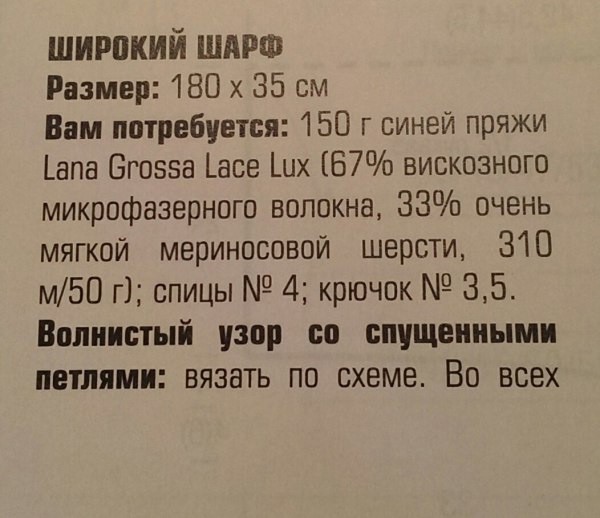 ШИРОКИЙ ШАРФ
Размер: 180 x 35 см
Вам потребуется: 150 г синей пряжи
Lana Grossa Lace Lux (67% вискозного
микрофазерного волокна, 33% очень
мягкой мериносовой шерсти, 310
м/50 г); спицы № 4; крючок № 3,5.
Волнистый узор со спущенными
петлями: вязать по схеме. Во всех